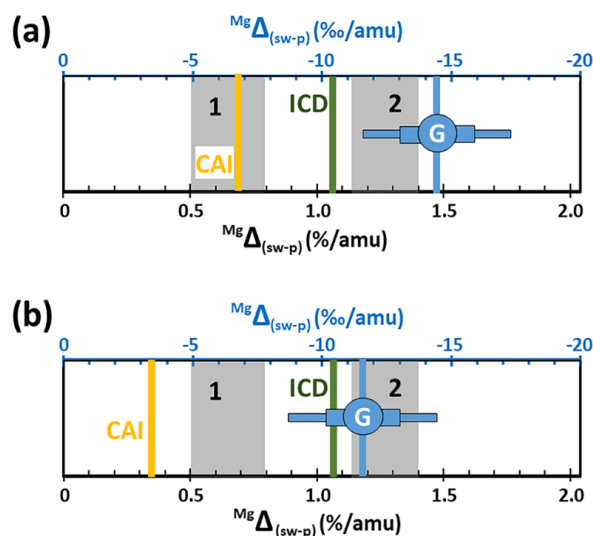 (a)
MgΔ(sw-p) (‰/amu)
0 -5 -10 -15 -20
1 ICD 2
G
CAI
0 0.5 1.0 1.5 2.0
MgΔ(sw-p) (%/amu)
(b)
MgΔ(sw-p) (‰/amu)
0 -5 -10 -15 -20
1 ICD 2
CAI G
0 0.5 1.0 1.5 2.0
MgΔ(sw-p) (%/amu)